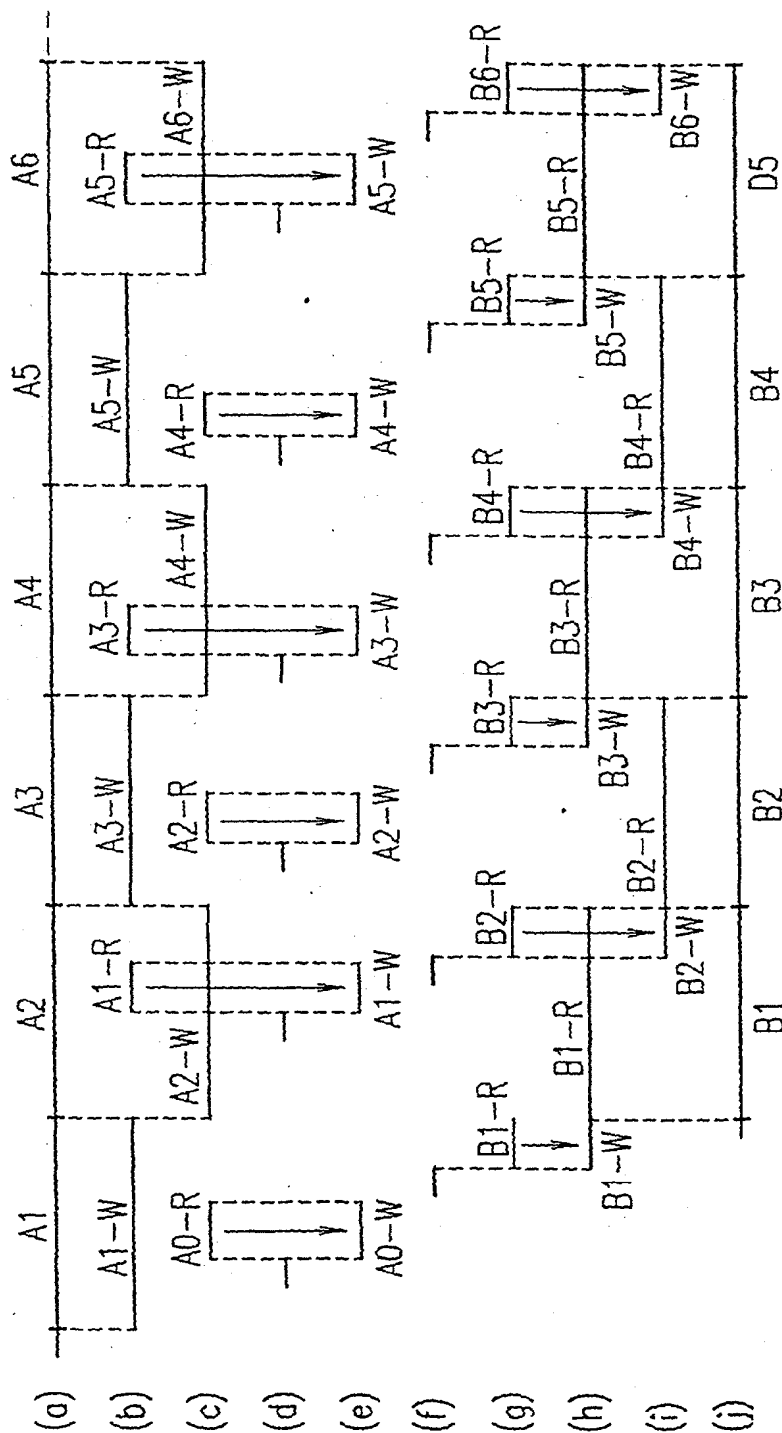 (a) A1 A2 A3 A4 A5 A6
(b) A1-W A1-R A3-W A3-R A5-W A5-R
(c) A0-R A2-W A2-R A4-W A4-R A6-W
(d)
(e) A0-W A1-W A2-W A3-W A4-W A5-W
(f)
(g) B1-R B2-R B3-R B4-R B5-R B6-R
(h) B1-W B1-R B3-W B3-R B5-W B5-R
(i) B2-W B2-R B4-W B4-R B6-W
(j) B1 B2 B3 B4 D5